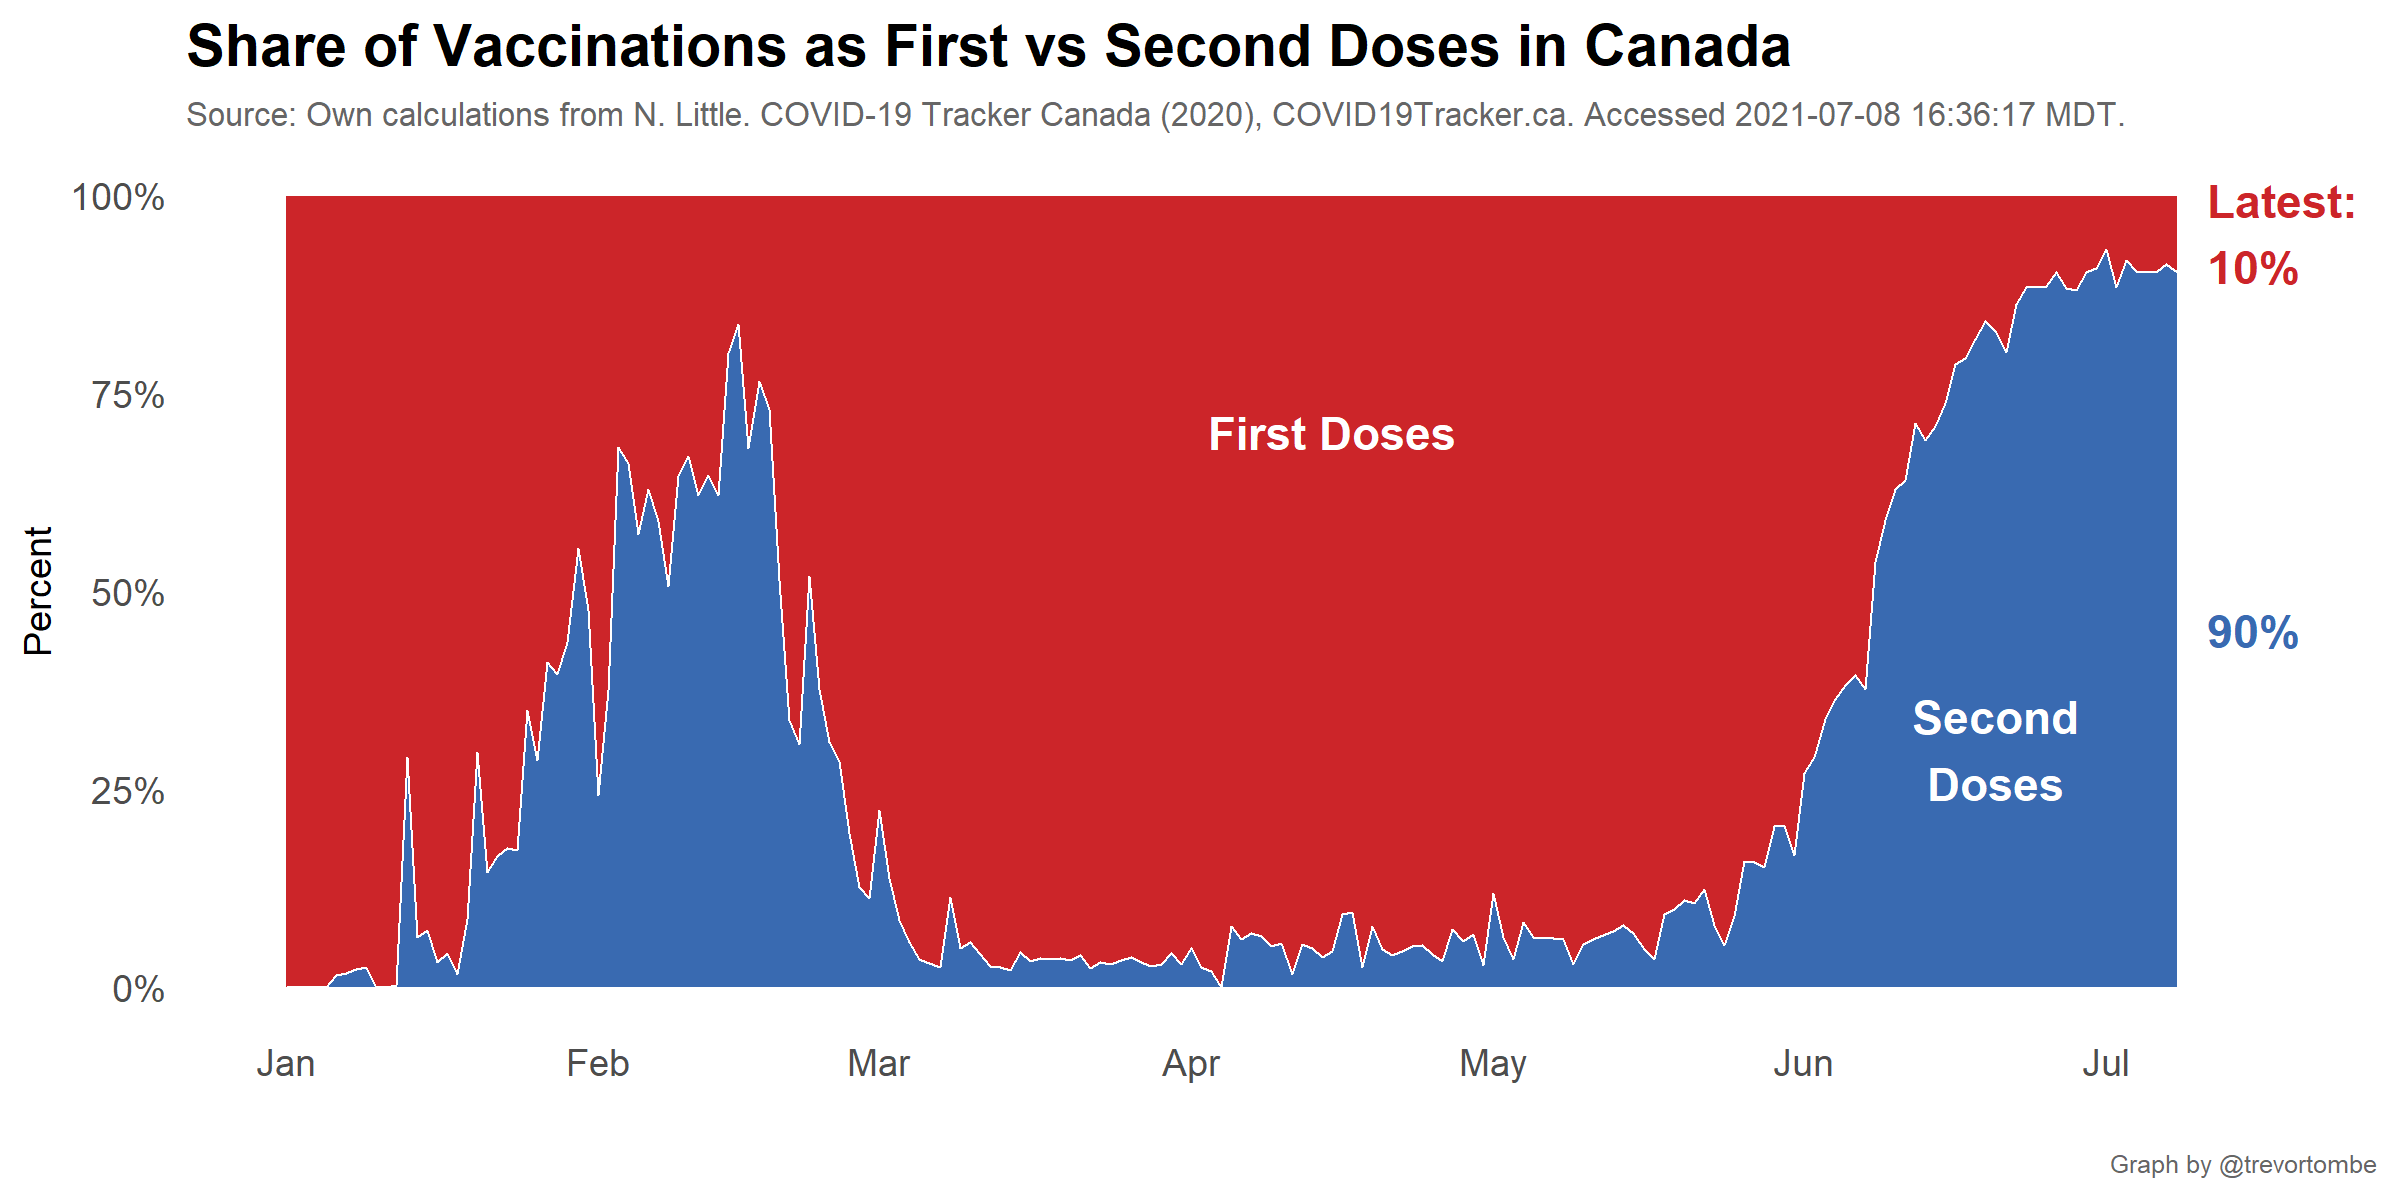 Share of Vaccinations as First vs Second Doses in Canada
Source: Own calculations from N. Little. COVID-19 Tracker Canada (2020), COVID19Tracker.ca. Accessed 2021-07-08 16:36:17 MDT.
Percent
100%
75%
50%
25%
0%
First Doses
Second
Doses
Latest:
10%
90%
Jan
Feb
Mar
Apr
May
Jun
Jul
Graph by @trevortombe